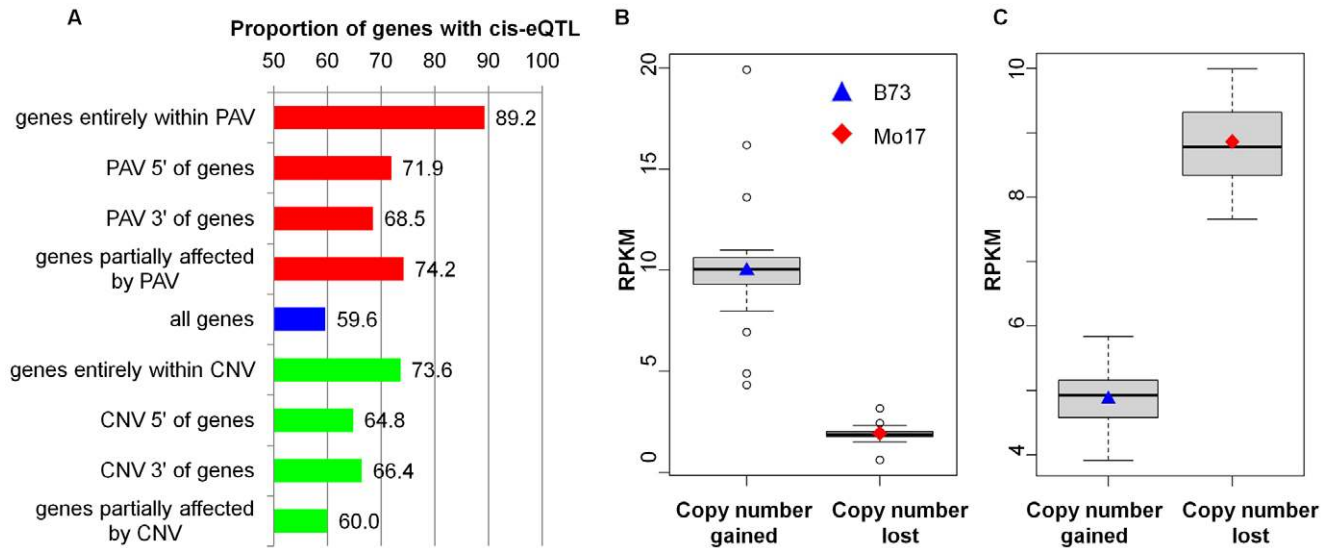 A
Proportion of genes with cis-eQTL
50 60 70 80 90 100
genes entirely within PAV 89.2
PAV 5' of genes 71.9
PAV 3' of genes 68.5
genes partially affected
by PAV 74.2
all genes 59.6
genes entirely within CNV 73.6
CNV 5' of genes 64.8
CNV 3' of genes 66.4
genes partially affected
by CNV 60.0
B
RPKM
20
15
10
5
0
B73
Mo17
Copy number
gained
Copy number
lost
C
RPKM
10
8
6
4
Copy number
gained
Copy number
lost